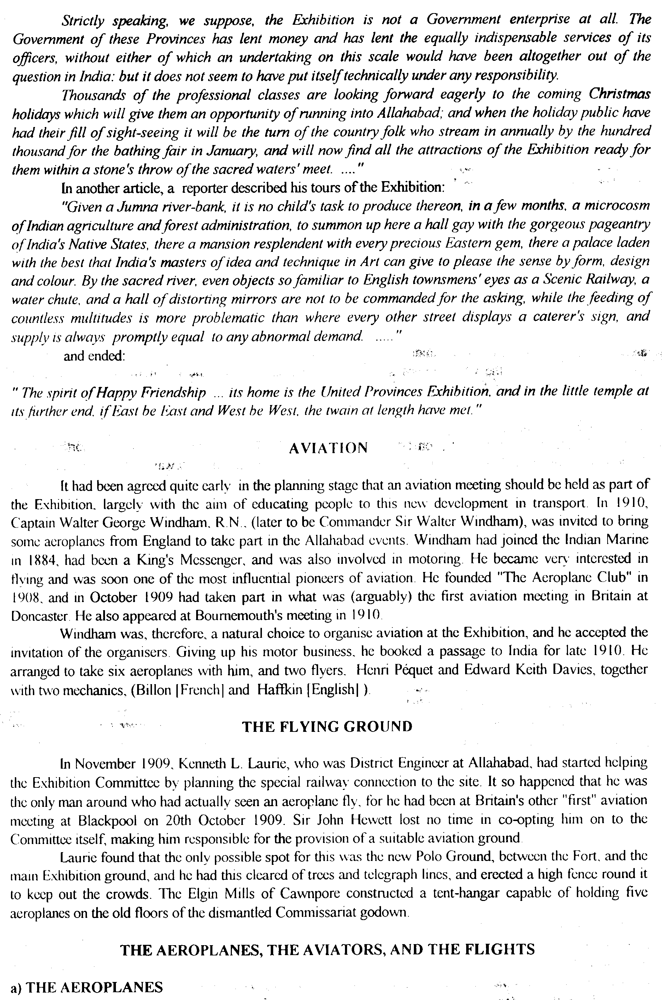 Strictly speaking, we suppose, the Exhibition is not a Government enterprise at all. The
Government of these Provinces has lent money and has lent the equally indispensable services of its
officers, without either of which an undertaking on this scale would have been altogether out of the
question in India: but it does not seem to have put itself technically under any responsibility.
Thousands of the professional classes are looking forward eagerly to the coming Christmas
holidays which will give them an opportunity of running into Allahabad; and when the holiday public have
had their fill of sight-seeing it will be the turn of the country folk who stream in annually by the hundred
thousand for the bathing fair in January, and will now find all the attractions of the Exhibition ready for
them within a stone's throw of the sacred waters' meet. ...."
In another article, a reporter described his tours of the Exhibition:
"Given a Jumna river-bank, it is no child's task to produce thereon, in a few months, a microcosm
of Indian agriculture and forest administration, to summon up here a hall gay with the gorgeous pageantry
of India's Native States, there a mansion resplendent with every precious Eastern gem, there a palace laden
with the best that India's masters of idea and technique in Art can give to please the sense by form, design
and colour. By the sacred river, even objects so familiar to English townsmens' eyes as a Scenic Railway, a
water chute, and a hall of distorting mirrors are not to be commanded for the asking, while the feeding of
countless multitudes is more problematic than where every other street displays a caterer's sign, and
supply is always promptly equal to any abnormal demand. ....."
and ended:
" The spirit of Happy Friendship ... its home is the United Provinces Exhibition, and in the little temple at
its further end, if East be East and West be West, the twain at length have met."
AVIATION
It had been agreed quite early in the planning stage that an aviation meeting should be held as part of
the Exhibition, largely with the aim of educating people to this new development in transport. In 1910,
Captain Walter George Windham, R.N., (later to be Commander Sir Walter Windham), was invited to bring
some aeroplanes from England to take part in the Allahabad events. Windham had joined the Indian Marine
in 1884, had been a King's Messenger, and was also involved in motoring. He became very interested in
flying and was soon one of the most influential pioneers of aviation. He founded "The Aeroplane Club" in
1908, and in October 1909 had taken part in what was (arguably) the first aviation meeting in Britain at
Doncaster. He also appeared at Bournemouth's meeting in 1910.
Windham was, therefore, a natural choice to organise aviation at the Exhibition, and he accepted the
invitation of the organisers. Giving up his motor business, he booked a passage to India for late 1910. He
arranged to take six aeroplanes with him, and two flyers. Henri Péquet and Edward Keith Davies, together
with two mechanics, (Billon [French] and Haffkin [English] ).
THE FLYING GROUND
In November 1909, Kenneth L. Laurie, who was District Engineer at Allahabad, had started helping
the Exhibition Committee by planning the special railway connection to the site. It so happened that he was
the only man around who had actually seen an aeroplane fly, for he had been at Britain's other "first" aviation
meeting at Blackpool on 20th October 1909. Sir John Hewett lost no time in co-opting him on to the
Committee itself, making him responsible for the provision of a suitable aviation ground.
Laurie found that the only possible spot for this was the new Polo Ground, between the Fort, and the
main Exhibition ground, and he had this cleared of trees and telegraph lines, and erected a high fence round it
to keep out the crowds. The Elgin Mills of Cawnpore constructed a tent-hangar capable of holding five
aeroplanes on the old floors of the dismantled Commissariat godown.
THE AEROPLANES, THE AVIATORS, AND THE FLIGHTS
a) THE AEROPLANES